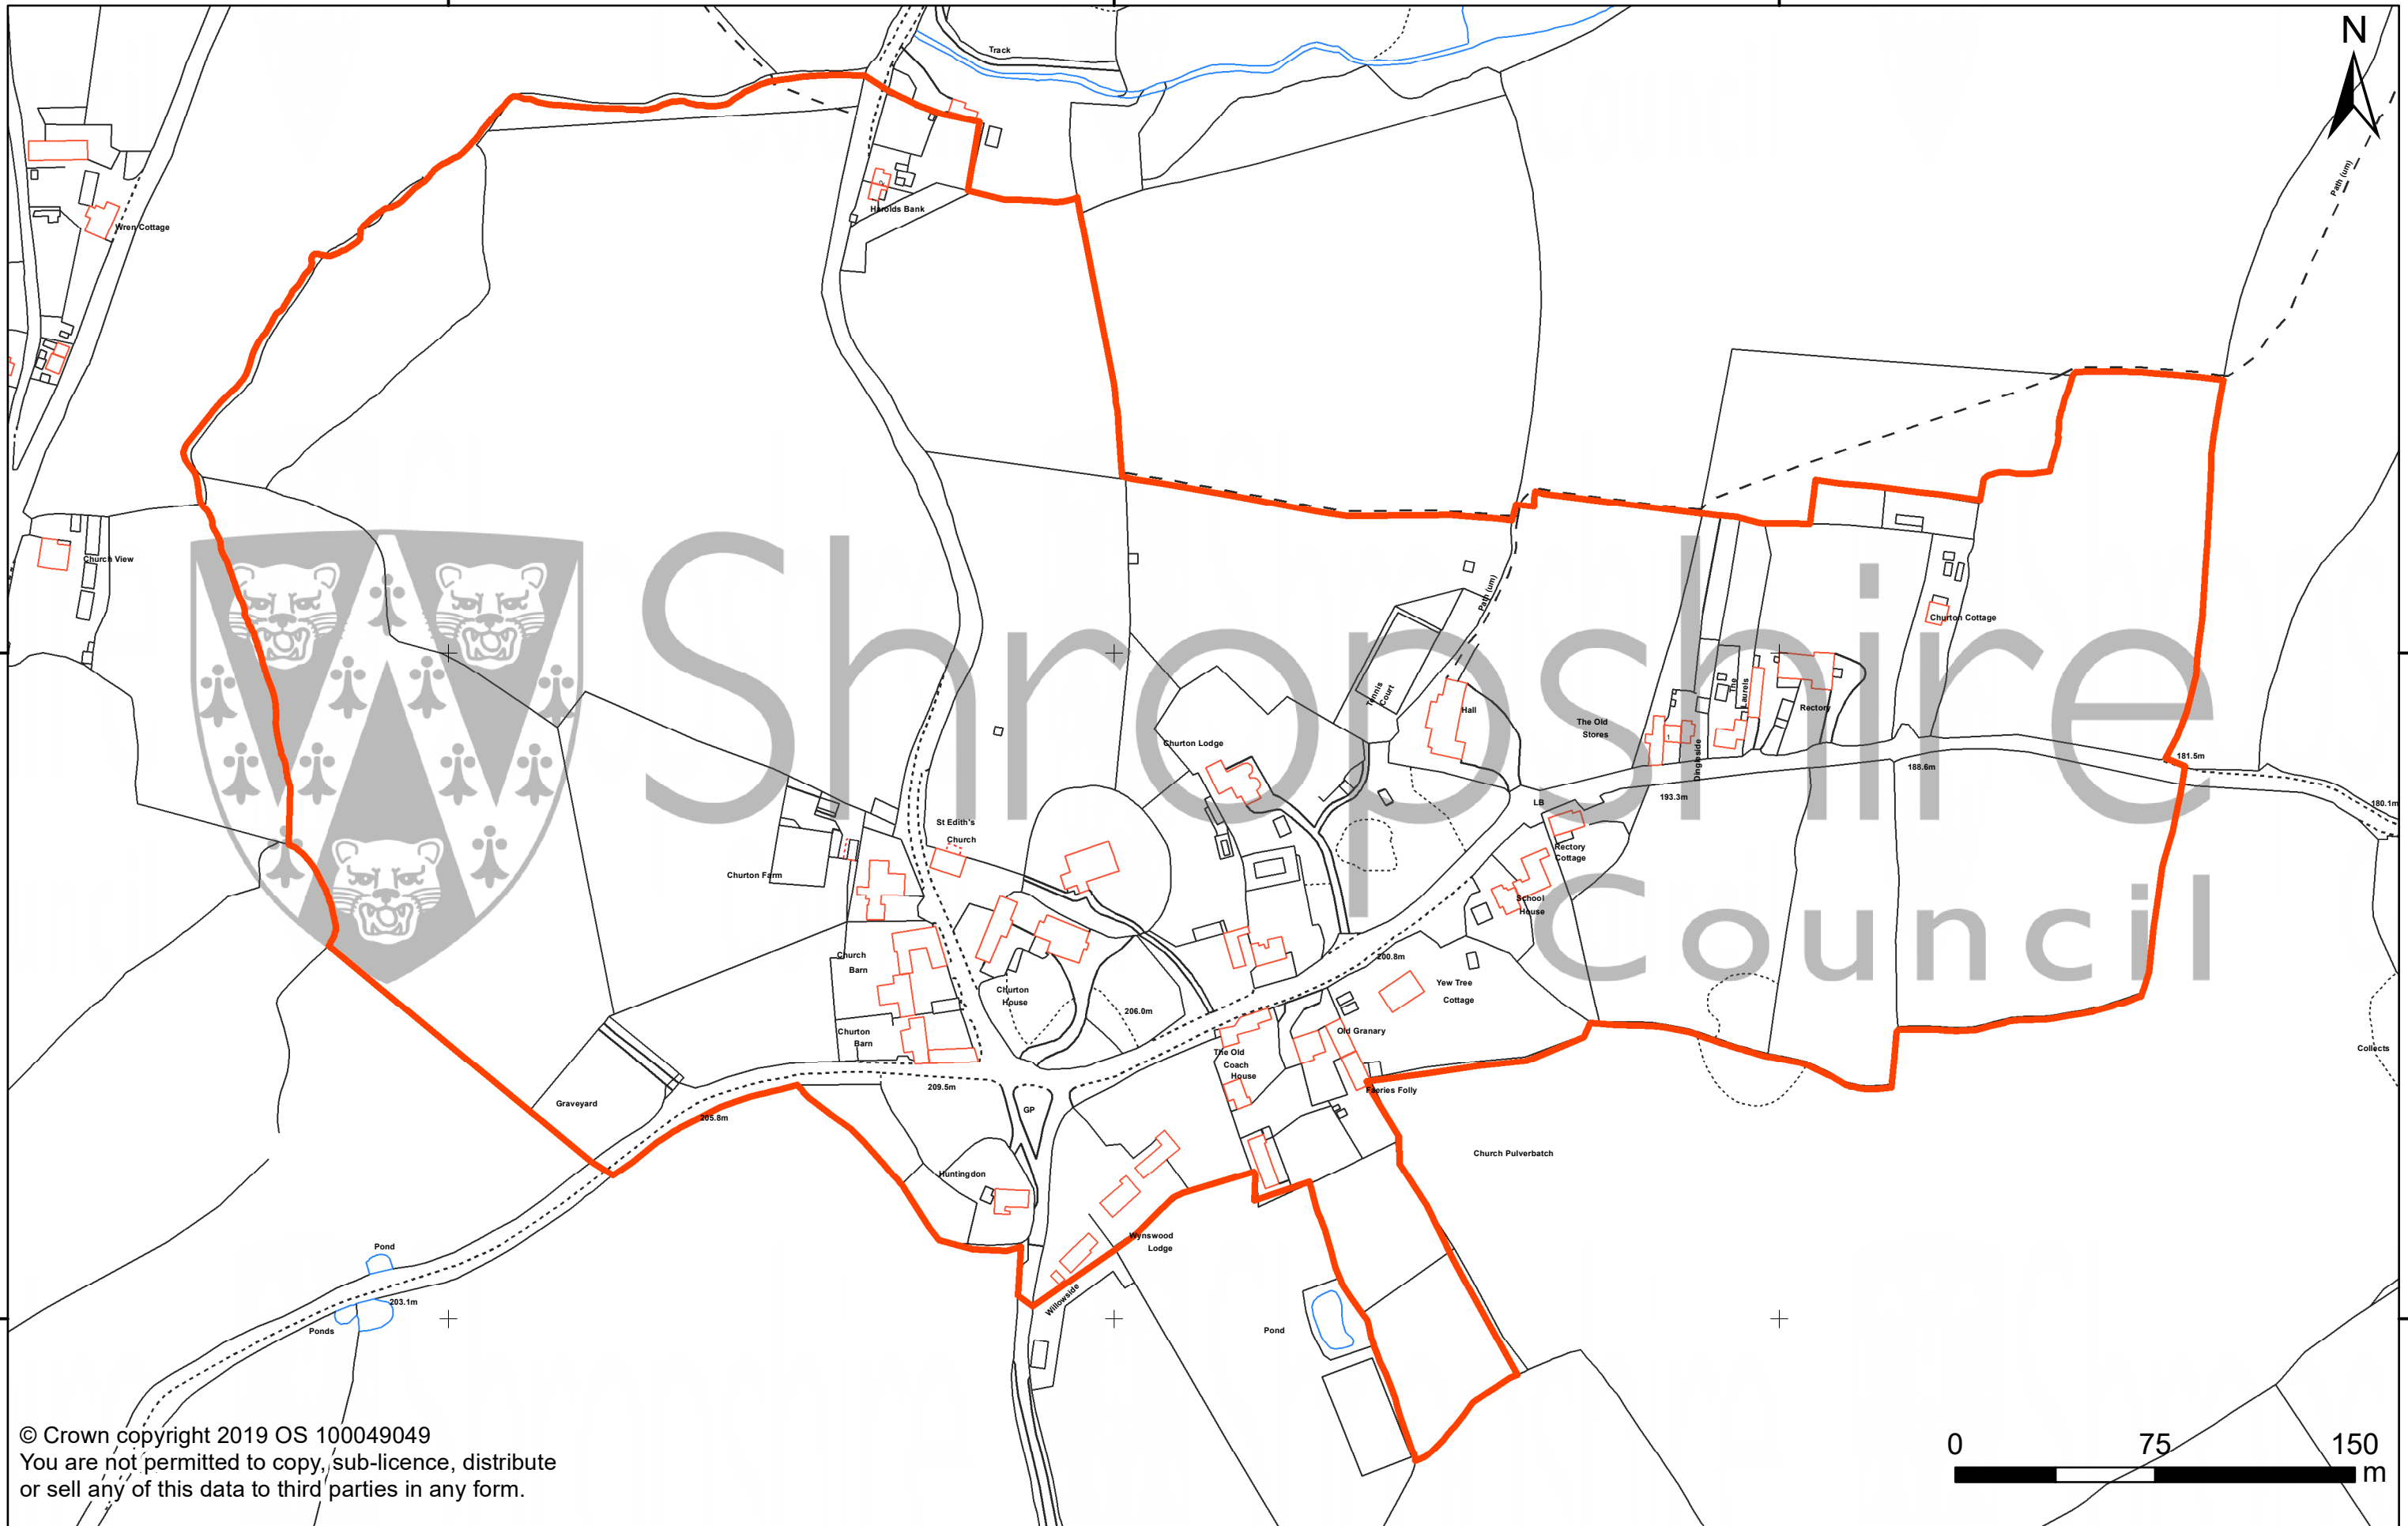 N
Track
Path (um)
Wren Cottage
Harolds Bank
2
Church View
Path (um)
Churton Cottage
Shropshire
Council
Tennis
Court
Hall
The
Laurels
Rectory
The Old
Stores
1
Dingleside
Churton Lodge
181.5m
188.6m
193.3m
180.1m
LB
St Edith's
Church
Rectory
Cottage
Churton Farm
School
House
Church
Barn
200.8m
Yew Tree
Cottage
Churton
House
206.0m
Churton
Barn
Old Granary
The Old
Coach
House
Collects
209.5m
Faeries Folly
Graveyard
GP
205.8m
Church Pulverbatch
Huntingdon
Wynswood
Lodge
Pond
203.1m
Willowside
Ponds
Pond
© Crown copyright 2019 OS 100049049
You are not permitted to copy, sub-licence, distribute
or sell any of this data to third parties in any form.
0 75 150
m